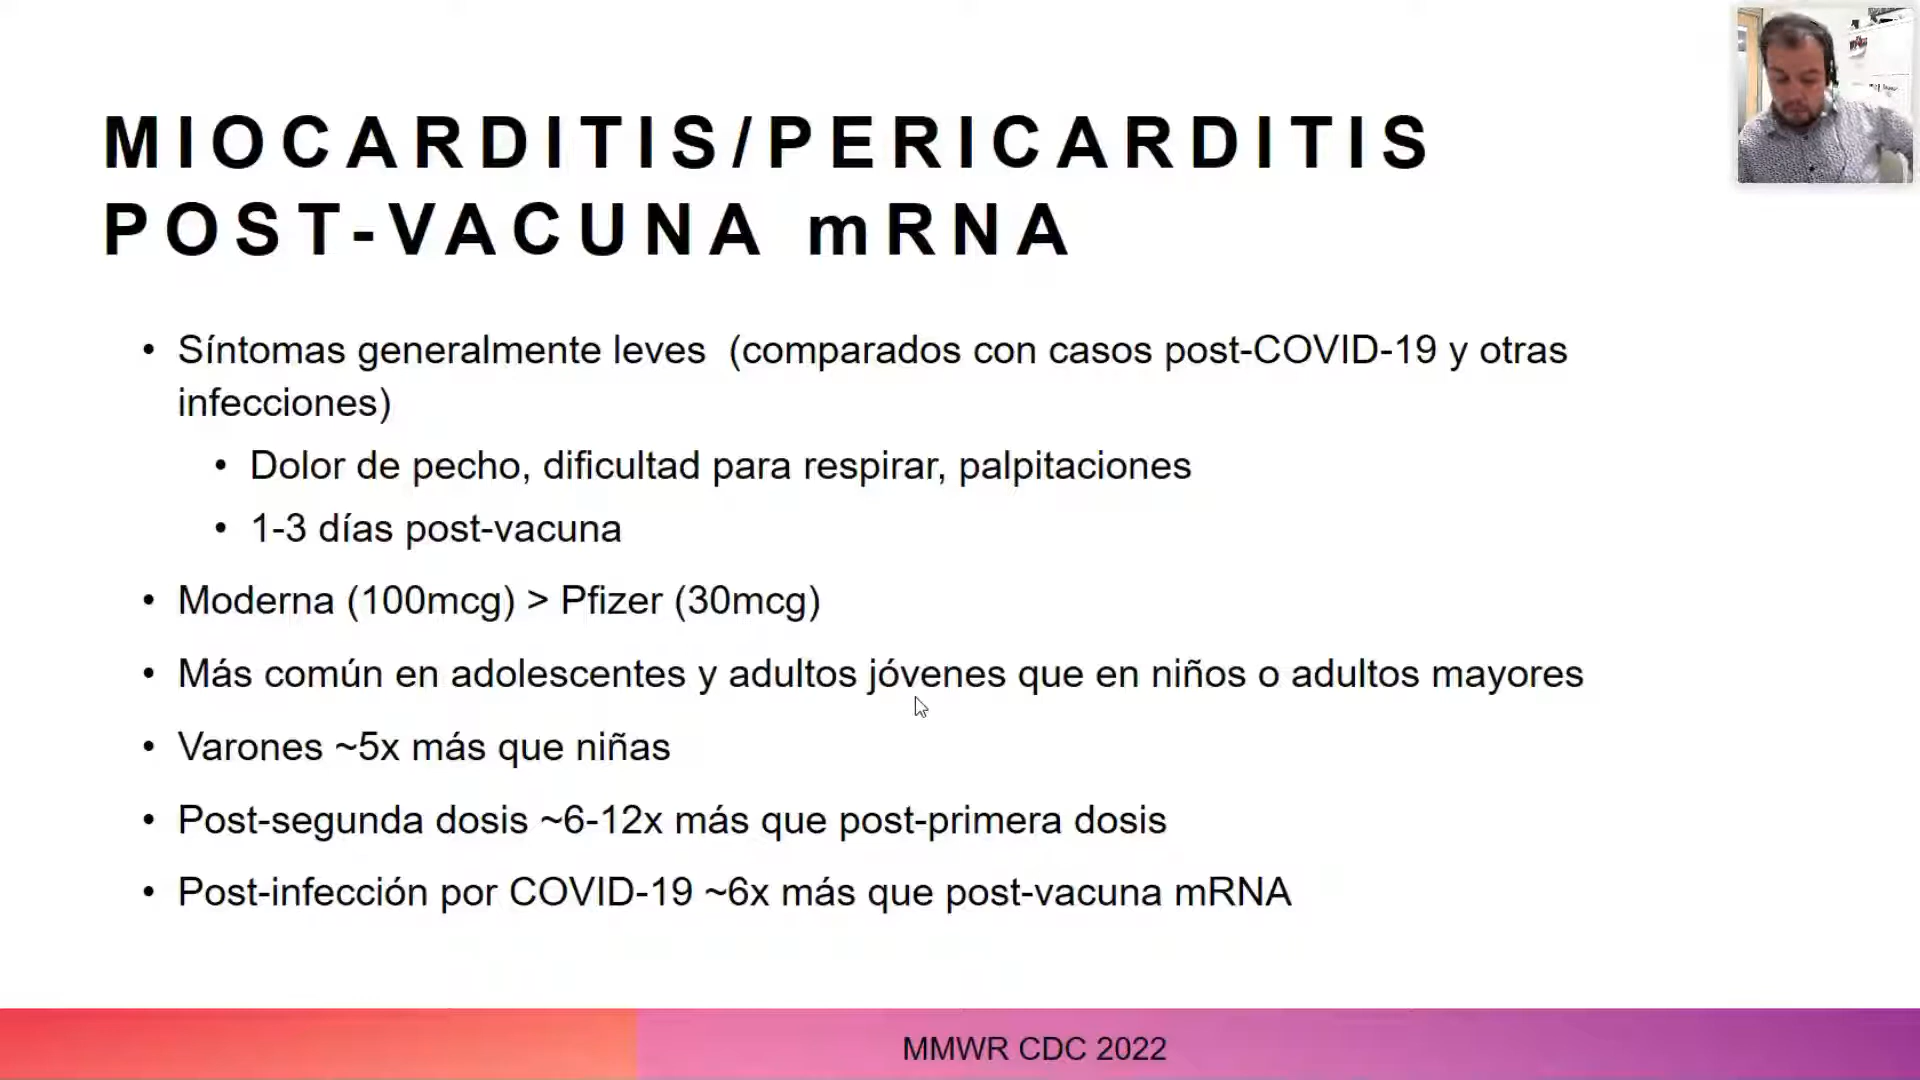 MIOCARDITIS/PERICARDITIS
POST-VACUNA mRNA
• Síntomas generalmente leves (comparados con casos post-COVID-19 y otras
infecciones)
• Dolor de pecho, dificultad para respirar, palpitaciones
• 1-3 días post-vacuna
• Moderna (100mcg) > Pfizer (30mcg)
• Más común en adolescentes y adultos jóvenes que en niños o adultos mayores
• Varones ~5x más que niñas
• Post-segunda dosis ~6-12x más que post-primera dosis
• Post-infección por COVID-19 ~6x más que post-vacuna mRNA
MMWR CDC 2022